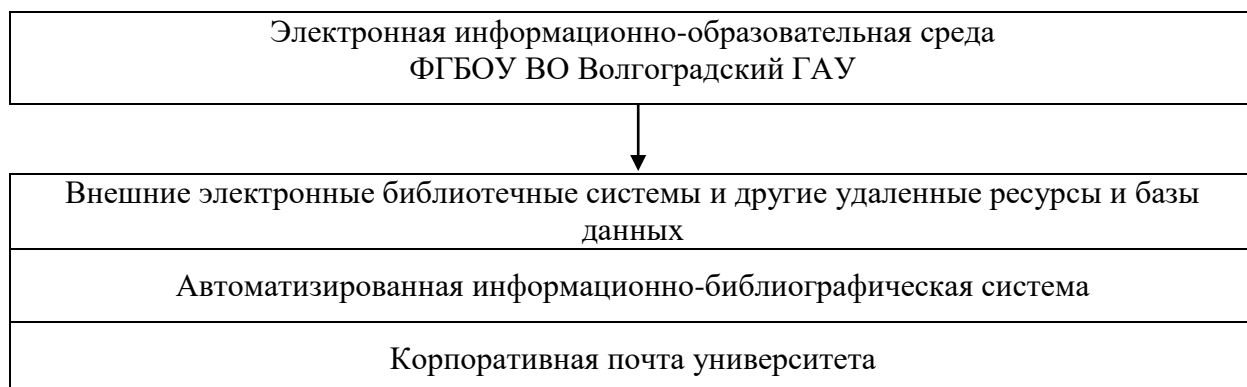 Электронная информационно-образовательная среда
ФГБОУ ВО Волгоградский ГАУ
Внешние электронные библиотечные системы и другие удаленные ресурсы и базы
данных
Автоматизированная информационно-библиографическая система
Корпоративная почта университета